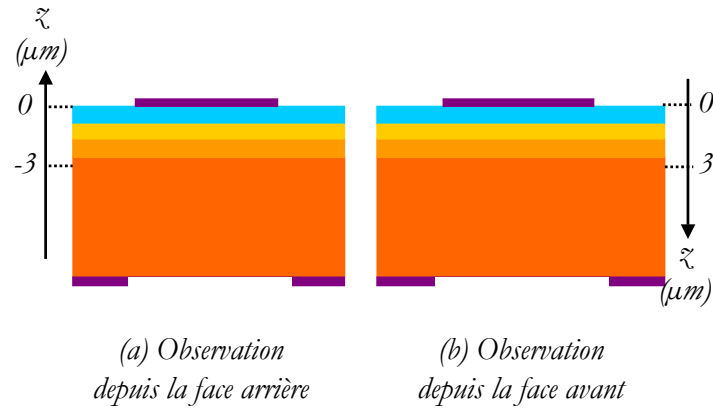 z
(µm)
0
-3
0
3
z
(µm)
(a) Observation
depuis la face arrière
(b) Observation
depuis la face avant